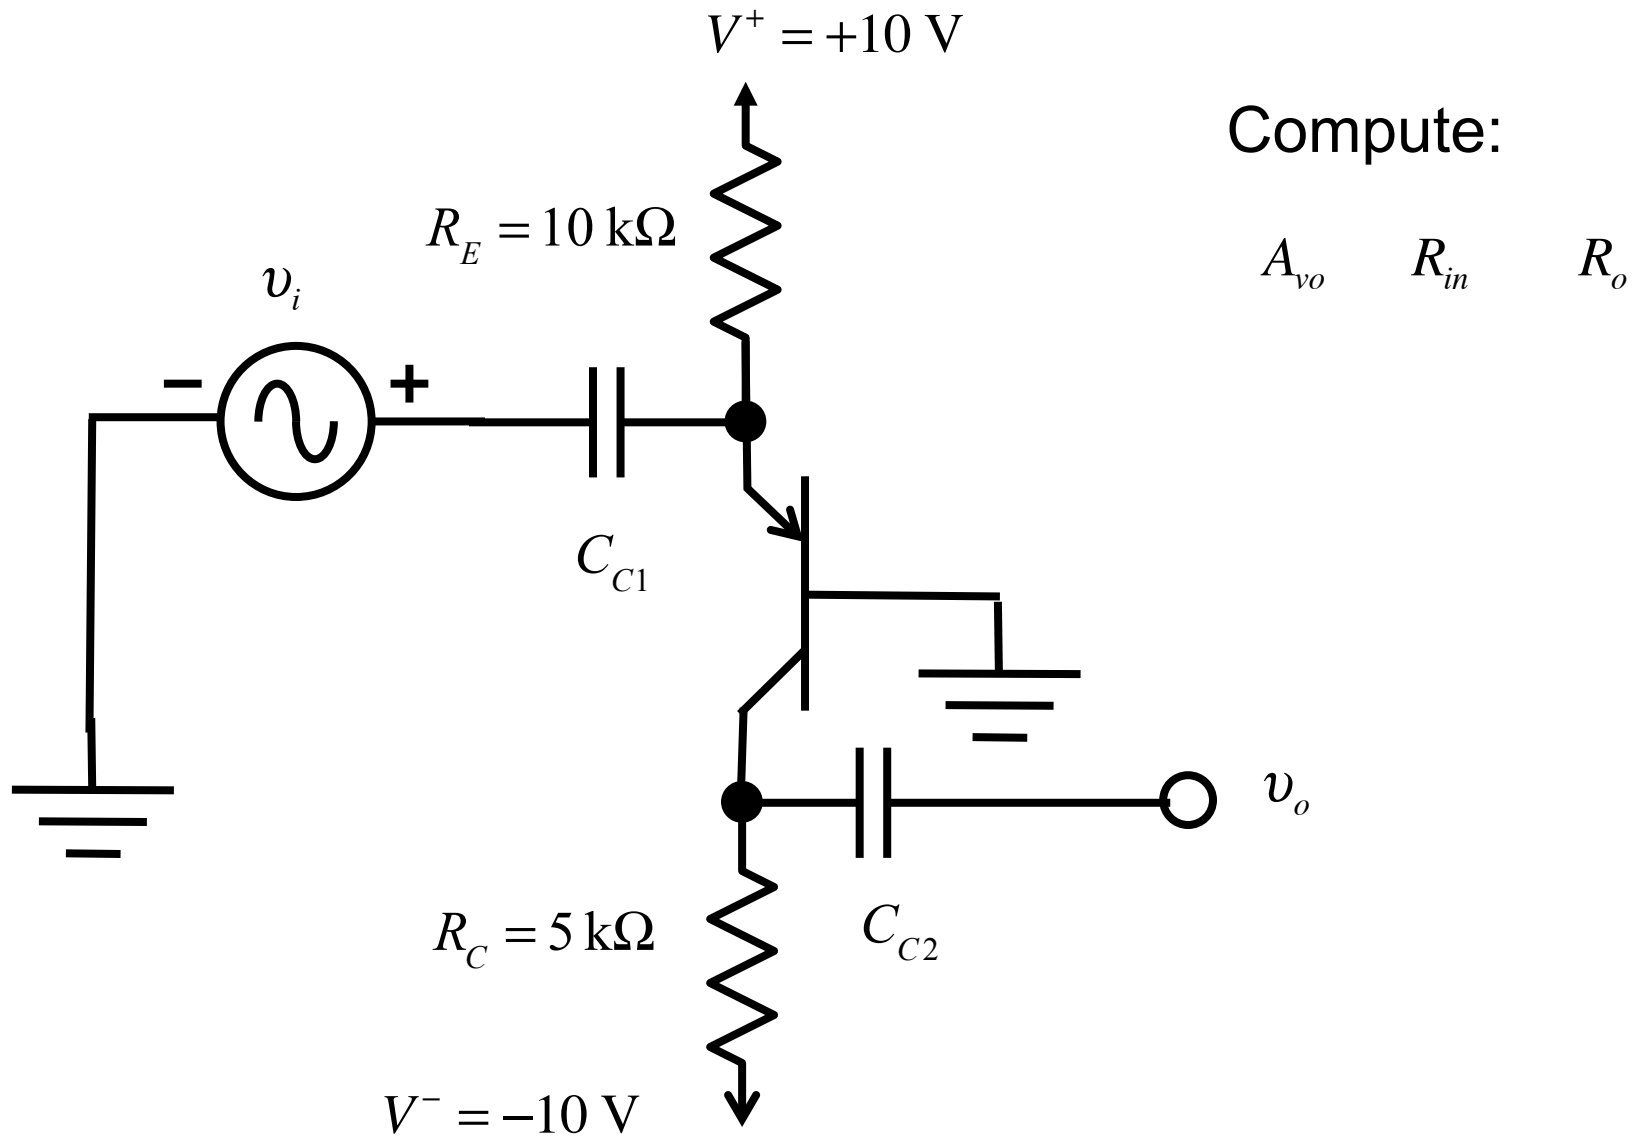 V⁺ = +10 V
Compute:
R_E = 10 kΩ
A_vo R_in R_o
υ_i
− +
C_C1
υ_o
R_C = 5 kΩ
C_C2
V⁻ = −10 V